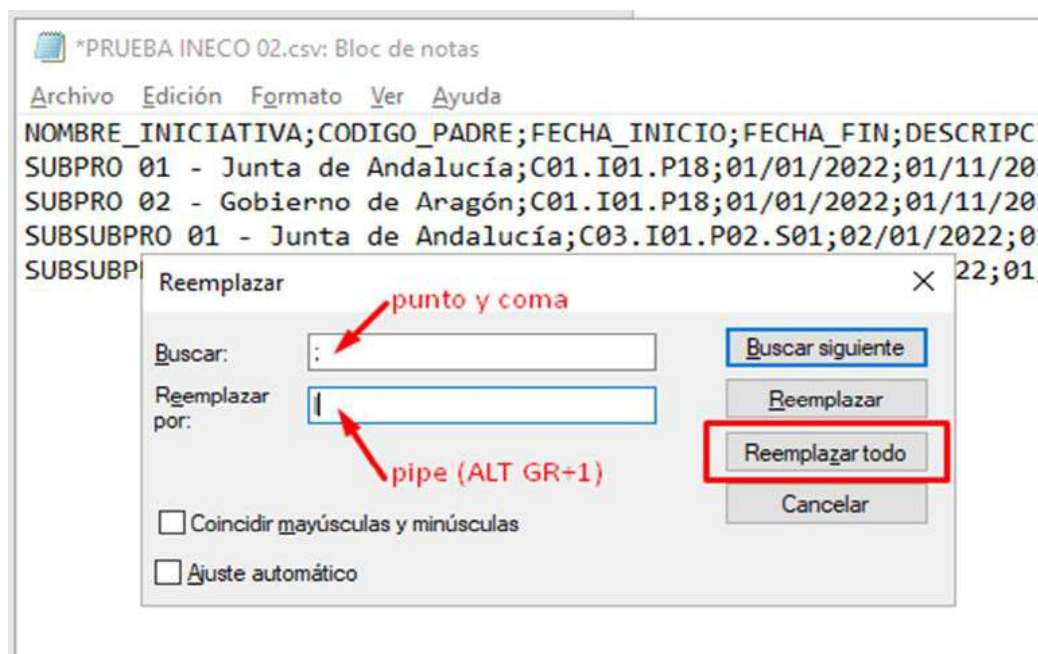 *PRUEBA INECO 02.csv: Bloc de notas
Archivo Edición Formato Ver Ayuda
NOMBRE_INICIATIVA;CODIGO_PADRE;FECHA_INICIO;FECHA_FIN;DESCRIPC
SUBPRO 01 - Junta de Andalucía;C01.I01.P18;01/01/2022;01/11/20
SUBPRO 02 - Gobierno de Aragón;C01.I01.P18;01/01/2022;01/11/20
SUBSUBPRO 01 - Junta de Andalucía;C03.I01.P02.S01;02/01/2022;0
SUBSUBP 22;01
Reemplazar
punto y coma
Buscar: ; Buscar siguiente
Reemplazar por: | Reemplazar
Reemplazar todo
pipe (ALT GR+1)
Cancelar
Coincidir mayúsculas y minúsculas
Ajuste automático